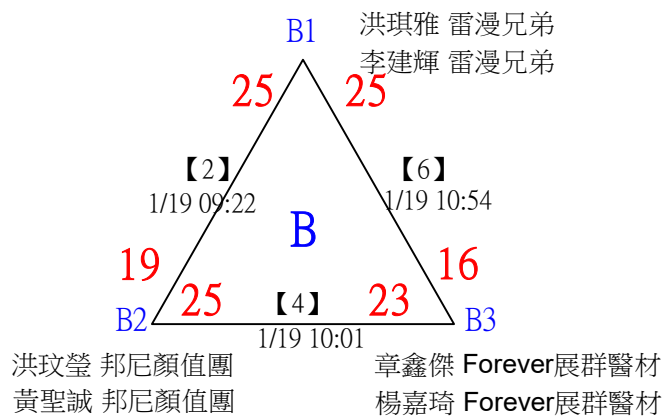 B1
洪琪雅 雷漫兄弟
李建輝 雷漫兄弟
25
25
【2】
1/19 09:22
【6】
1/19 10:54
B
19
16
B2
25
【4】
23
B3
1/19 10:01
洪玟瑩 邦尼顏值團
黃聖誠 邦尼顏值團
章鑫傑 Forever展群醫材
楊嘉琦 Forever展群醫材